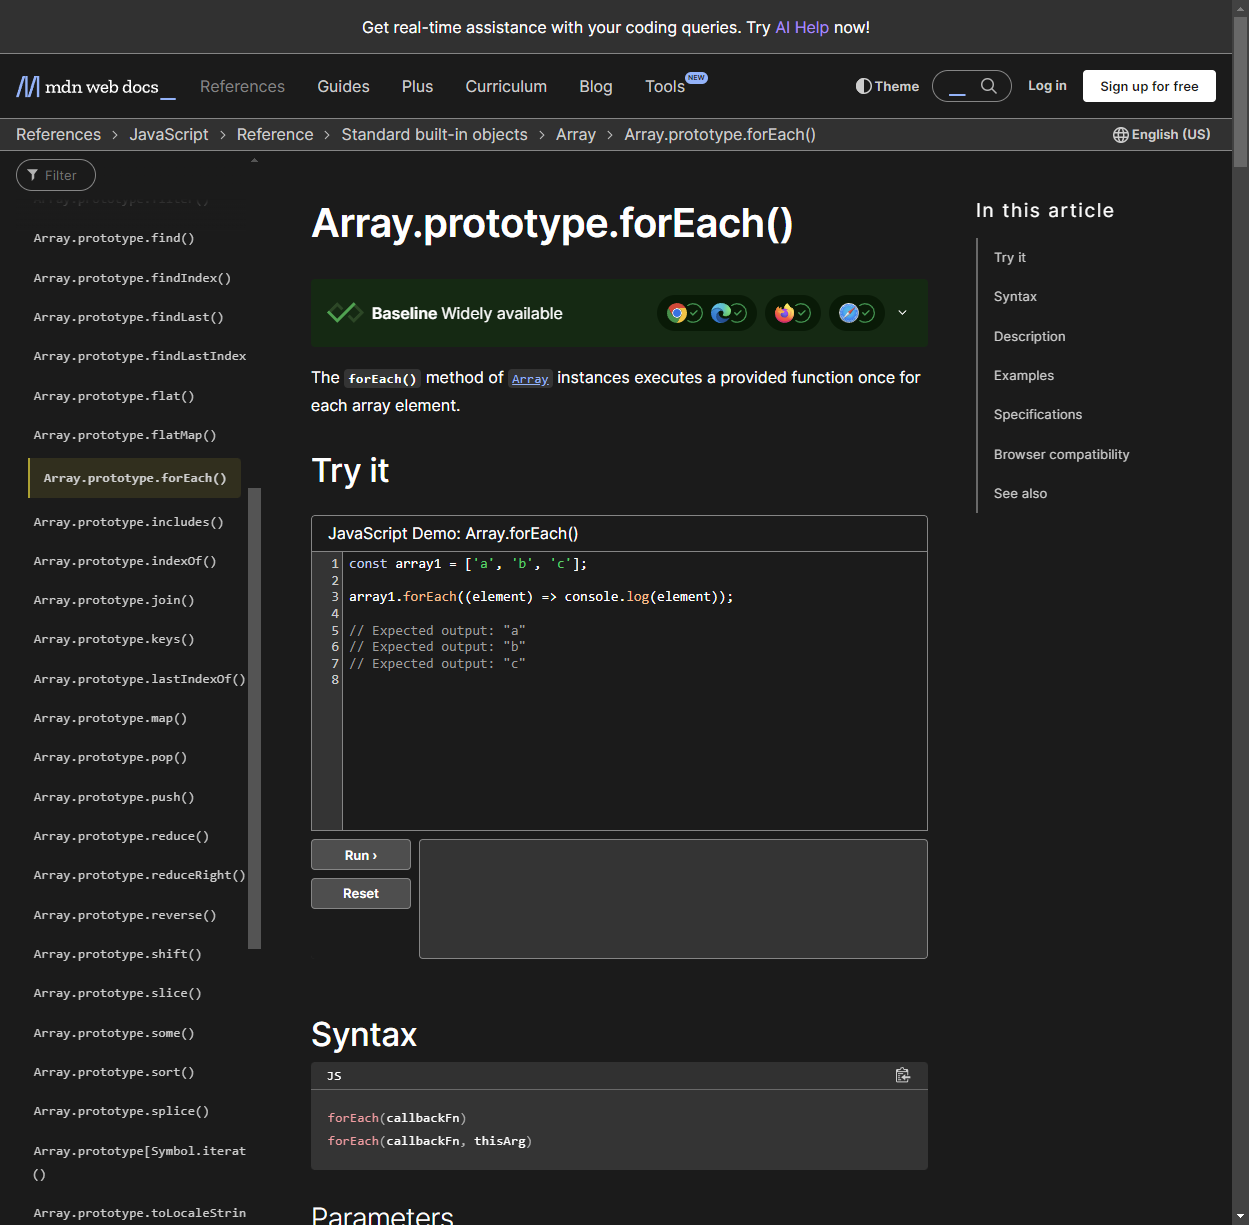 Get real-time assistance with your coding queries. Try AI Help now!
mdn web docs_ References Guides Plus Curriculum Blog Tools NEW Theme Log in Sign up for free
References > JavaScript > Reference > Standard built-in objects > Array > Array.prototype.forEach() English (US)
Filter
Array.prototype.find()
Array.prototype.findIndex()
Array.prototype.findLast()
Array.prototype.findLastIndex
Array.prototype.flat()
Array.prototype.flatMap()
Array.prototype.forEach()
Array.prototype.includes()
Array.prototype.indexOf()
Array.prototype.join()
Array.prototype.keys()
Array.prototype.lastIndexOf()
Array.prototype.map()
Array.prototype.pop()
Array.prototype.push()
Array.prototype.reduce()
Array.prototype.reduceRight()
Array.prototype.reverse()
Array.prototype.shift()
Array.prototype.slice()
Array.prototype.some()
Array.prototype.sort()
Array.prototype.splice()
Array.prototype[Symbol.iterat
()
Array.prototype.toLocaleStrin
Array.prototype.forEach()
Baseline Widely available
The forEach() method of Array instances executes a provided function once for
each array element.
Try it
JavaScript Demo: Array.forEach()
1 const array1 = ['a', 'b', 'c'];
2
3 array1.forEach((element) => console.log(element));
4
5 // Expected output: "a"
6 // Expected output: "b"
7 // Expected output: "c"
8
Run ›
Reset
Syntax
JS
forEach(callbackFn)
forEach(callbackFn, thisArg)
Parameters
In this article
Try it
Syntax
Description
Examples
Specifications
Browser compatibility
See also